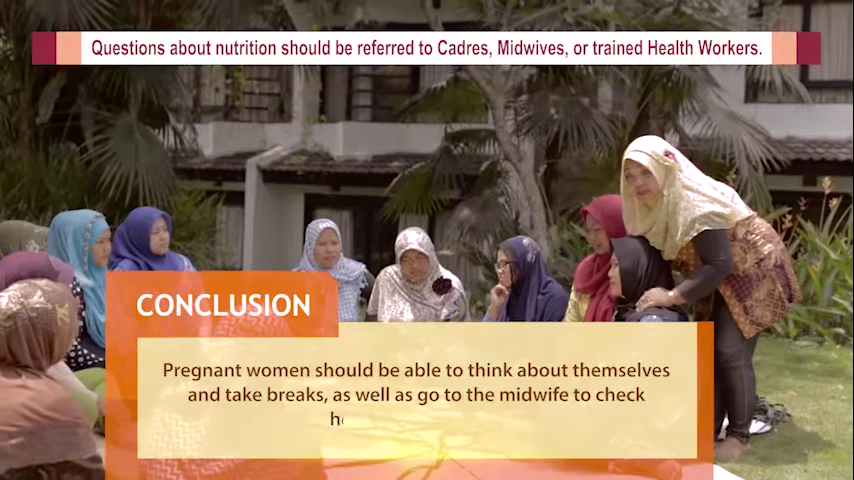 Questions about nutrition should be referred to Cadres, Midwives, or trained Health Workers.
CONCLUSION
Pregnant women should be able to think about themselves
and take breaks, as well as go to the midwife to check